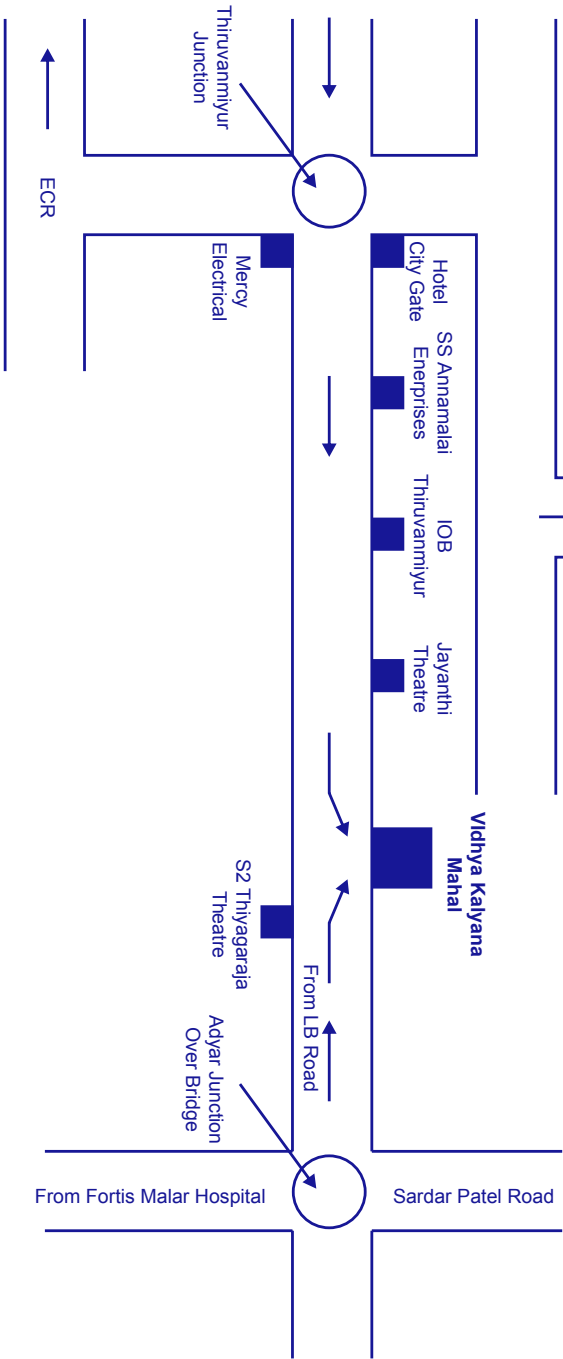 Thiruvanmiyur
Junction
ECR
Mercy
Electrical
Hotel
City Gate
SS Annamalai
Enerprises
IOB
Thiruvanmiyur
Jayanthi
Theatre
Vidhya Kalyana
Mahal
S2 Thiyagaraja
Theatre
From LB Road
Adyar Junction
Over Bridge
From Fortis Malar Hospital
Sardar Patel Road